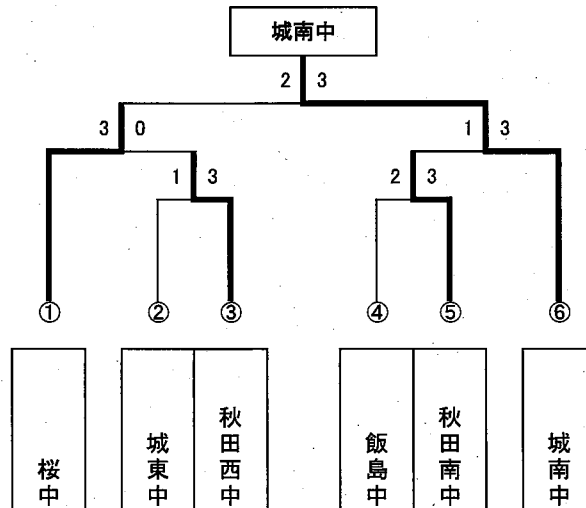 城南中
2 3
3 0
1 3
1 3
2 3
① ② ③ ④ ⑤ ⑥
桜中
城東中
秋田西中
飯島中
秋田南中
城南中